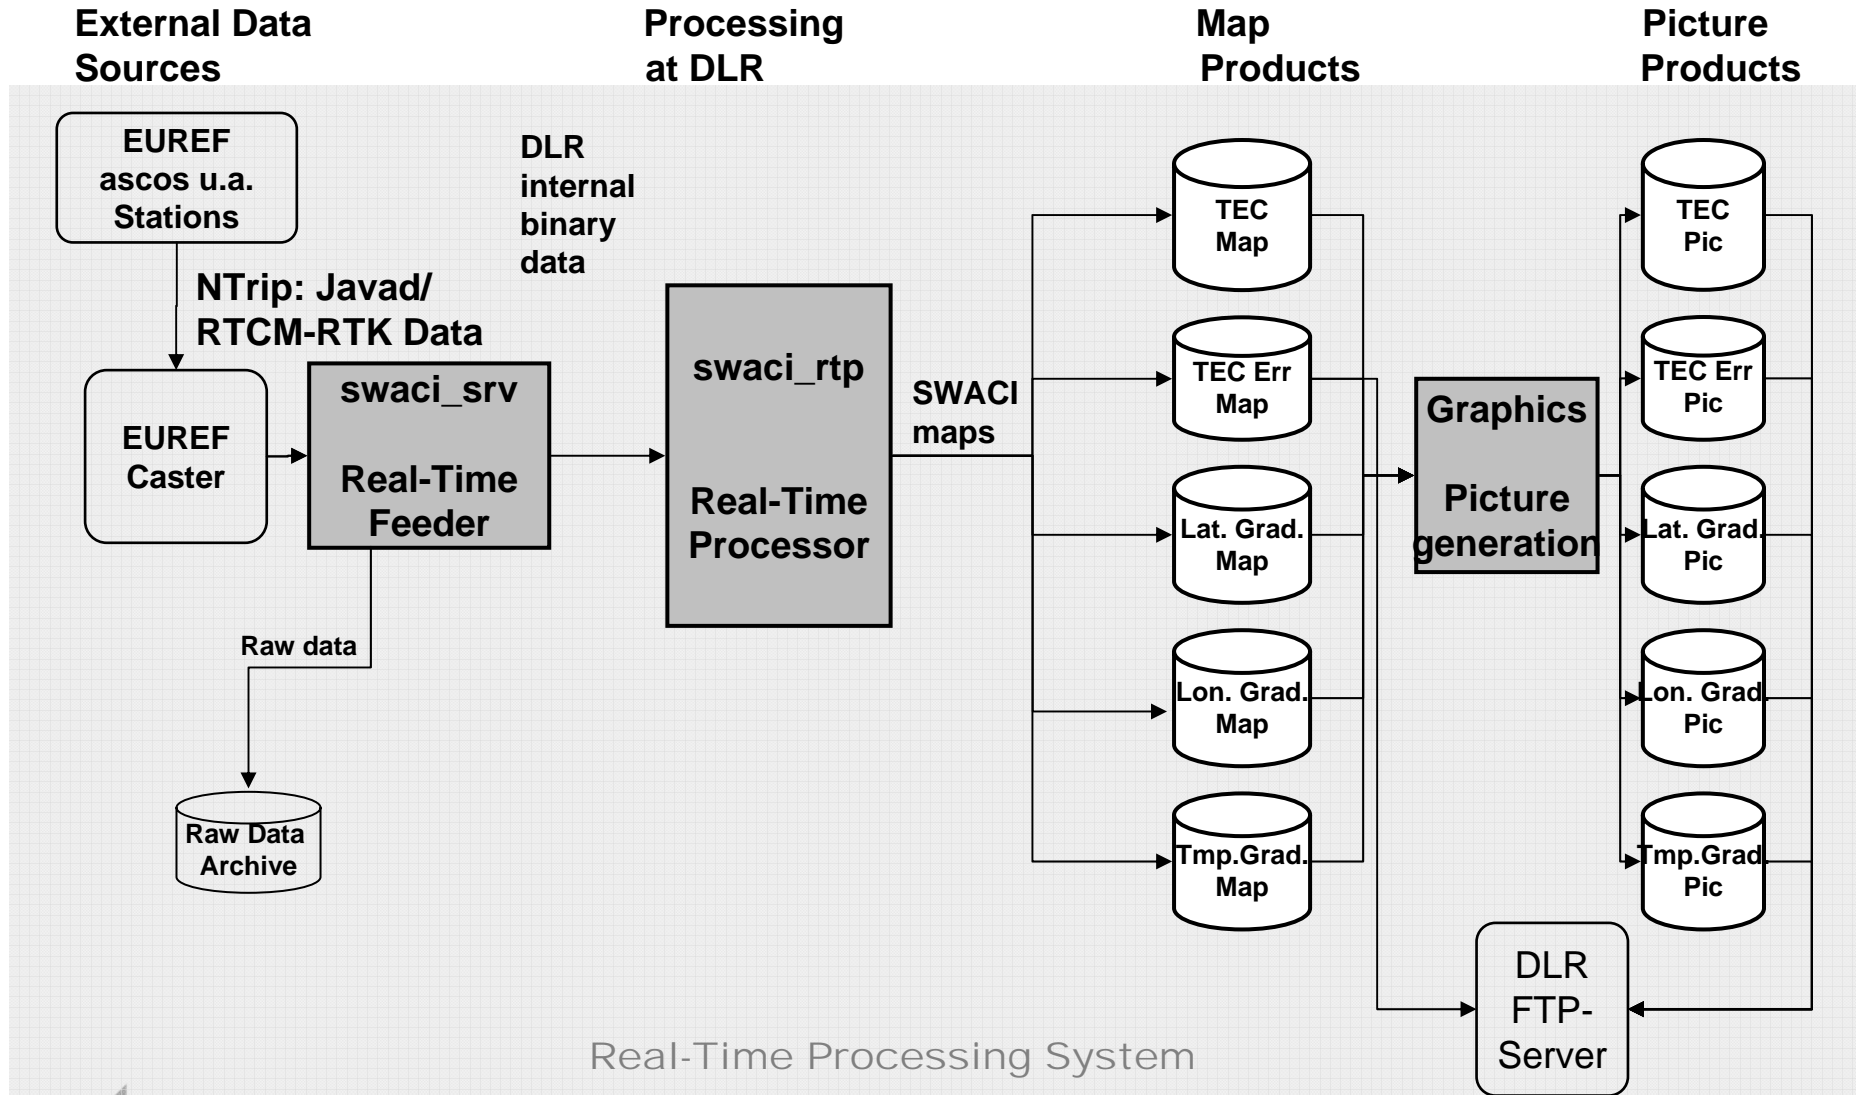 External Data
Sources
Processing
at DLR
Map
Products
Picture
Products
EUREF
ascos u.a.
Stations
DLR
internal
binary
data
NTrip: Javad/
RTCM-RTK Data
EUREF
Caster
swaci_srv
Real-Time
Feeder
swaci_rtp
Real-Time
Processor
SWACI
maps
Raw data
Raw Data
Archive
TEC
Map
TEC Err
Map
Lat. Grad.
Map
Lon. Grad.
Map
Tmp.Grad.
Map
Graphics
Picture
generation
TEC
Pic
TEC Err
Pic
Lat. Grad.
Pic
Lon. Grad.
Pic
Tmp.Grad.
Pic
DLR
FTP-
Server
Real-Time Processing System